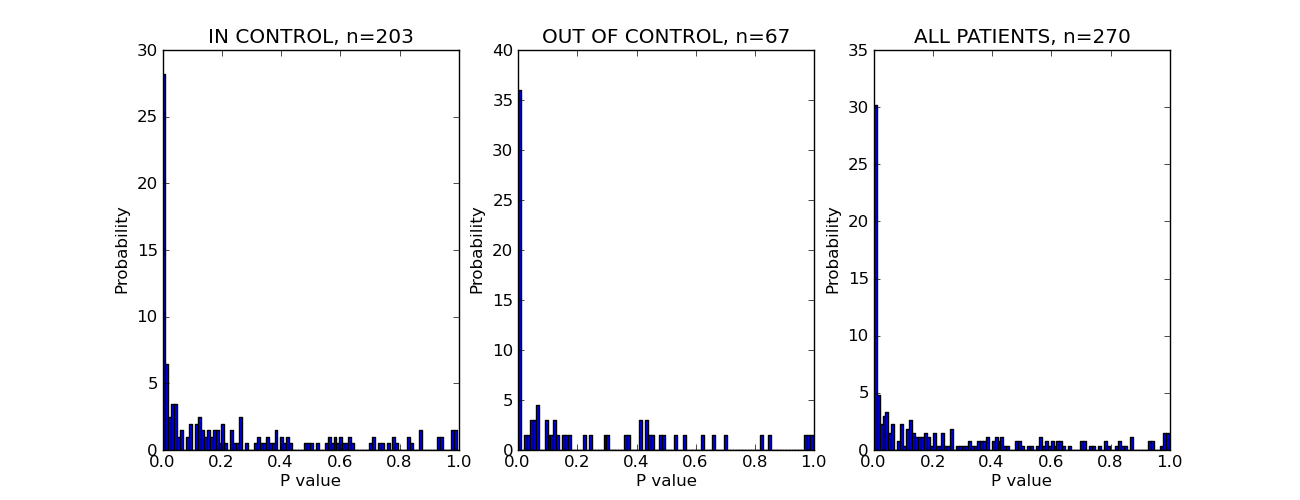 IN CONTROL, n=203
30
25
20
15
10
5
0
Probability
0.0 0.2 0.4 0.6 0.8 1.0
P value
OUT OF CONTROL, n=67
40
35
30
25
20
15
10
5
0
Probability
0.0 0.2 0.4 0.6 0.8 1.0
P value
ALL PATIENTS, n=270
35
30
25
20
15
10
5
0
Probability
0.0 0.2 0.4 0.6 0.8 1.0
P value